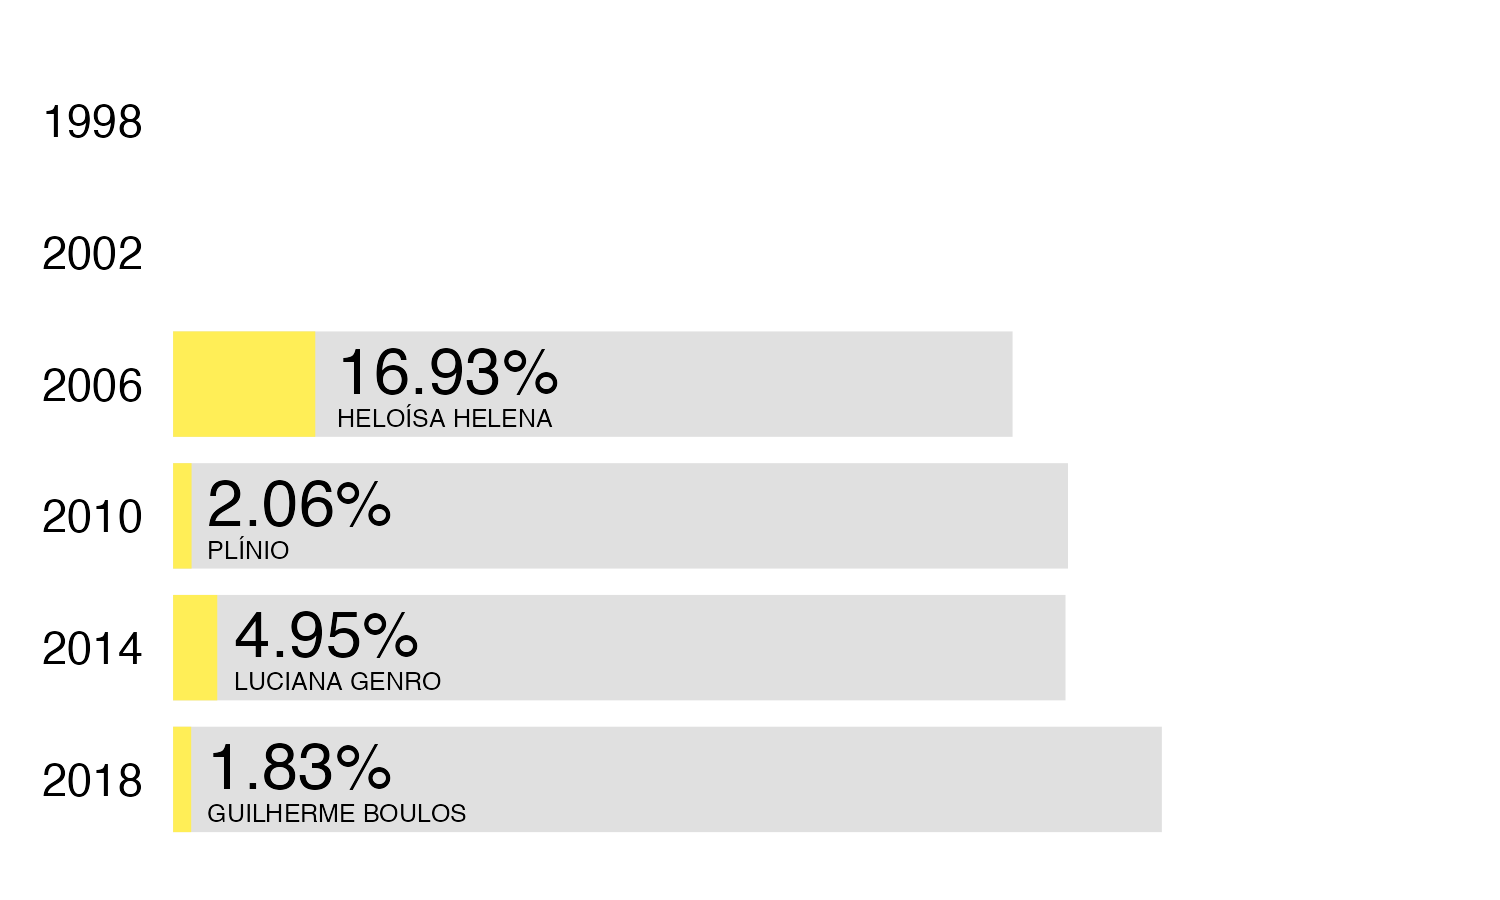 1998
2002
2006
16.93%
HELOÍSA HELENA
2010
2.06%
PLÍNIO
2014
4.95%
LUCIANA GENRO
2018
1.83%
GUILHERME BOULOS